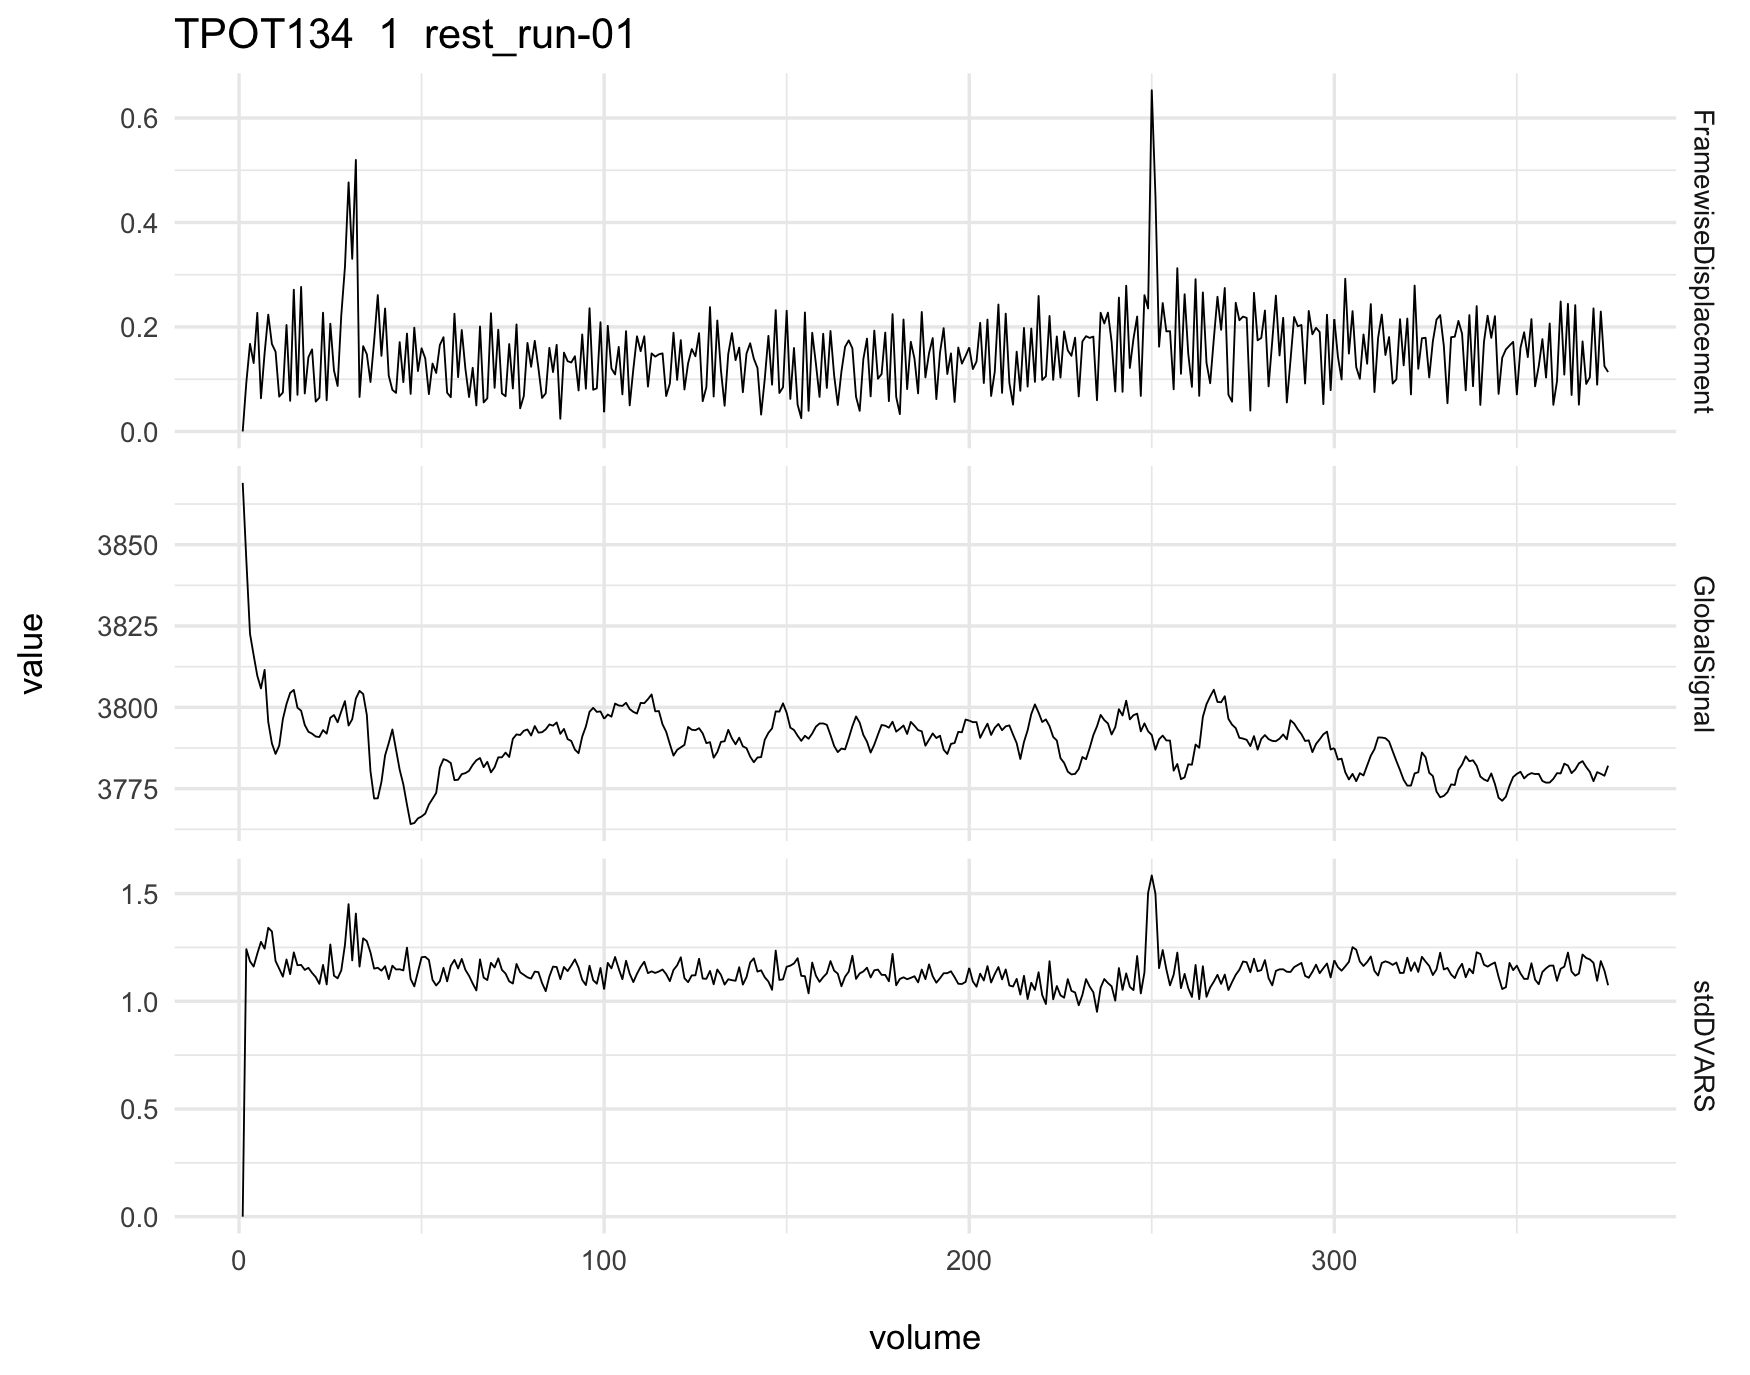 TPOT134 1 rest_run-01
0.6
0.4
0.2
0.0
FramewiseDisplacement
3850
3825
3800
3775
GlobalSignal
value
1.5
1.0
0.5
0.0
stdDVARS
0 100 200 300
volume